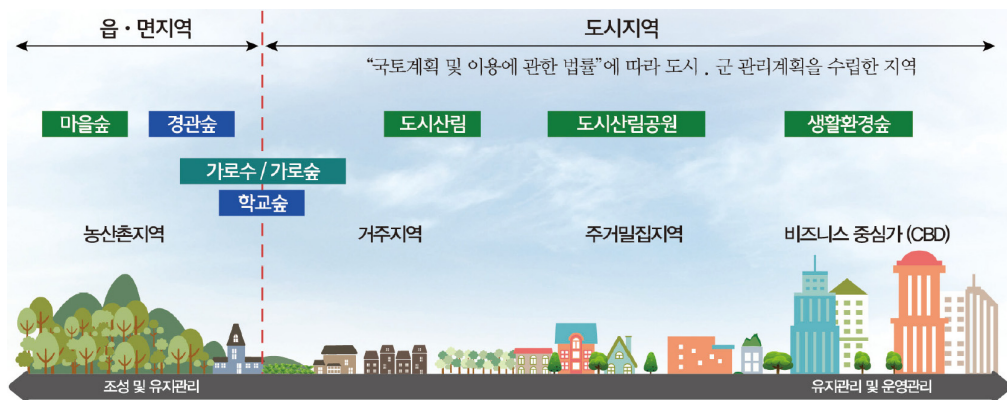 읍·면지역
도시지역
“국토계획 및 이용에 관한 법률”에 따라 도시 . 군 관리계획을 수립한 지역
마을숲
경관숲
도시산림
도시산림공원
생활환경숲
가로수 / 가로숲
학교숲
농산촌지역
거주지역
주거밀집지역
비즈니스 중심가 (CBD)
조성 및 유지관리
유지관리 및 운영관리